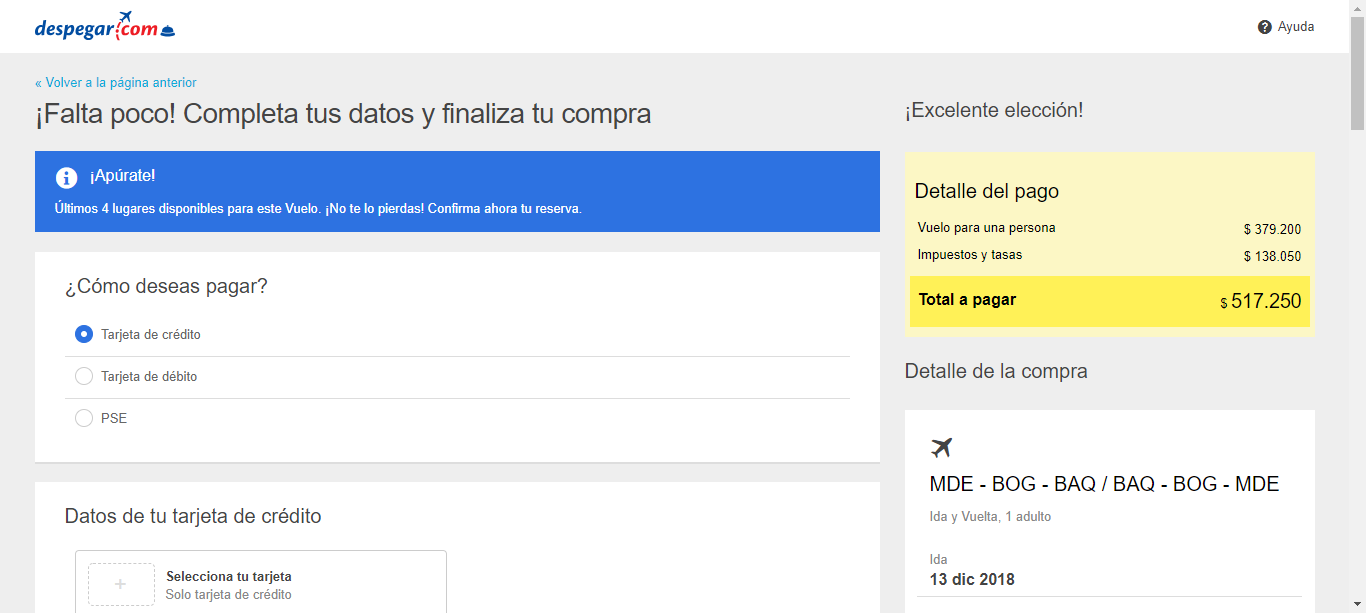 despegar.com
Ayuda
« Volver a la página anterior
¡Falta poco! Completa tus datos y finaliza tu compra
¡Apúrate!
Últimos 4 lugares disponibles para este Vuelo. ¡No te lo pierdas! Confirma ahora tu reserva.
¿Cómo deseas pagar?
Tarjeta de crédito
Tarjeta de débito
PSE
Datos de tu tarjeta de crédito
Selecciona tu tarjeta
Solo tarjeta de crédito
¡Excelente elección!
Detalle del pago
Vuelo para una persona $ 379.200
Impuestos y tasas $ 138.050
Total a pagar $ 517.250
Detalle de la compra
MDE - BOG - BAQ / BAQ - BOG - MDE
Ida y Vuelta, 1 adulto
Ida
13 dic 2018